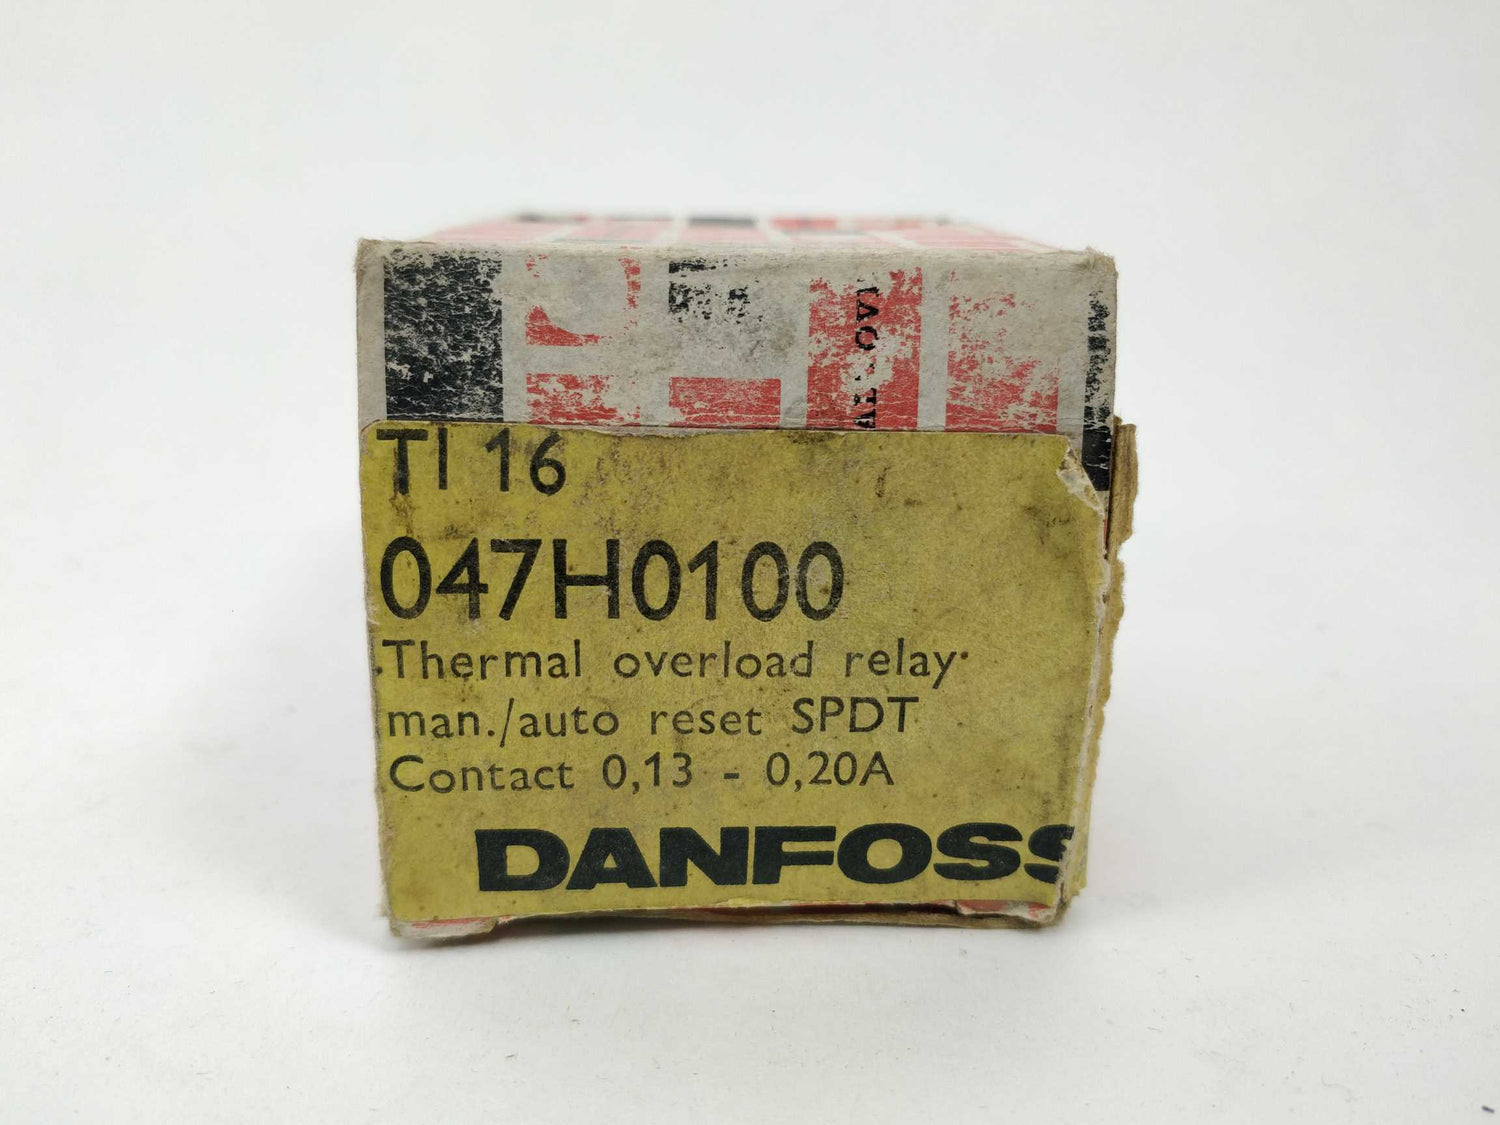 TI 16
047H0100
Thermal overload relay
man./auto reset SPDT
Contact 0,13 - 0,20A
DANFOSS